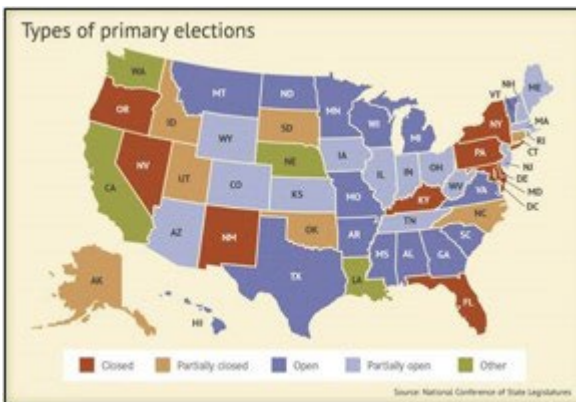 Types of primary elections
WA
MT
ND
MN
OR
ID
WY
SD
WI
MI
NH
ME
VT
NY
MA
RI
CT
NV
UT
CO
NE
IA
IL
IN
OH
PA
NJ
DE
MD
DC
CA
AZ
NM
KS
MO
KY
WV
VA
OK
AR
TN
NC
SC
TX
LA
MS
AL
GA
FL
AK
HI
Closed
Partially closed
Open
Partially open
Other
Source: National Conference of State Legislatures